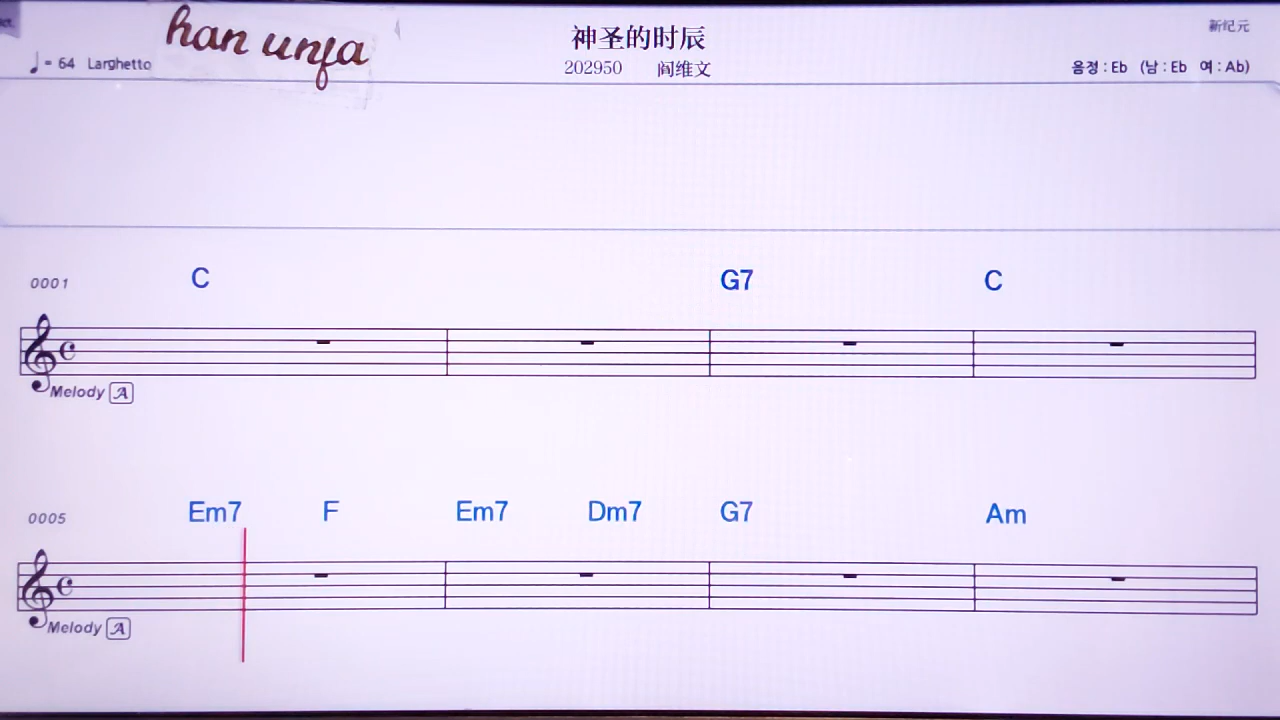 han unfa
神圣的时辰
新纪元
♩= 64 Larghetto
202950 阎维文
음정 : Eb (남 : Eb 여 : Ab)
0001 C G7 C
Melody A
0005 Em7 F Em7 Dm7 G7 Am
Melody A